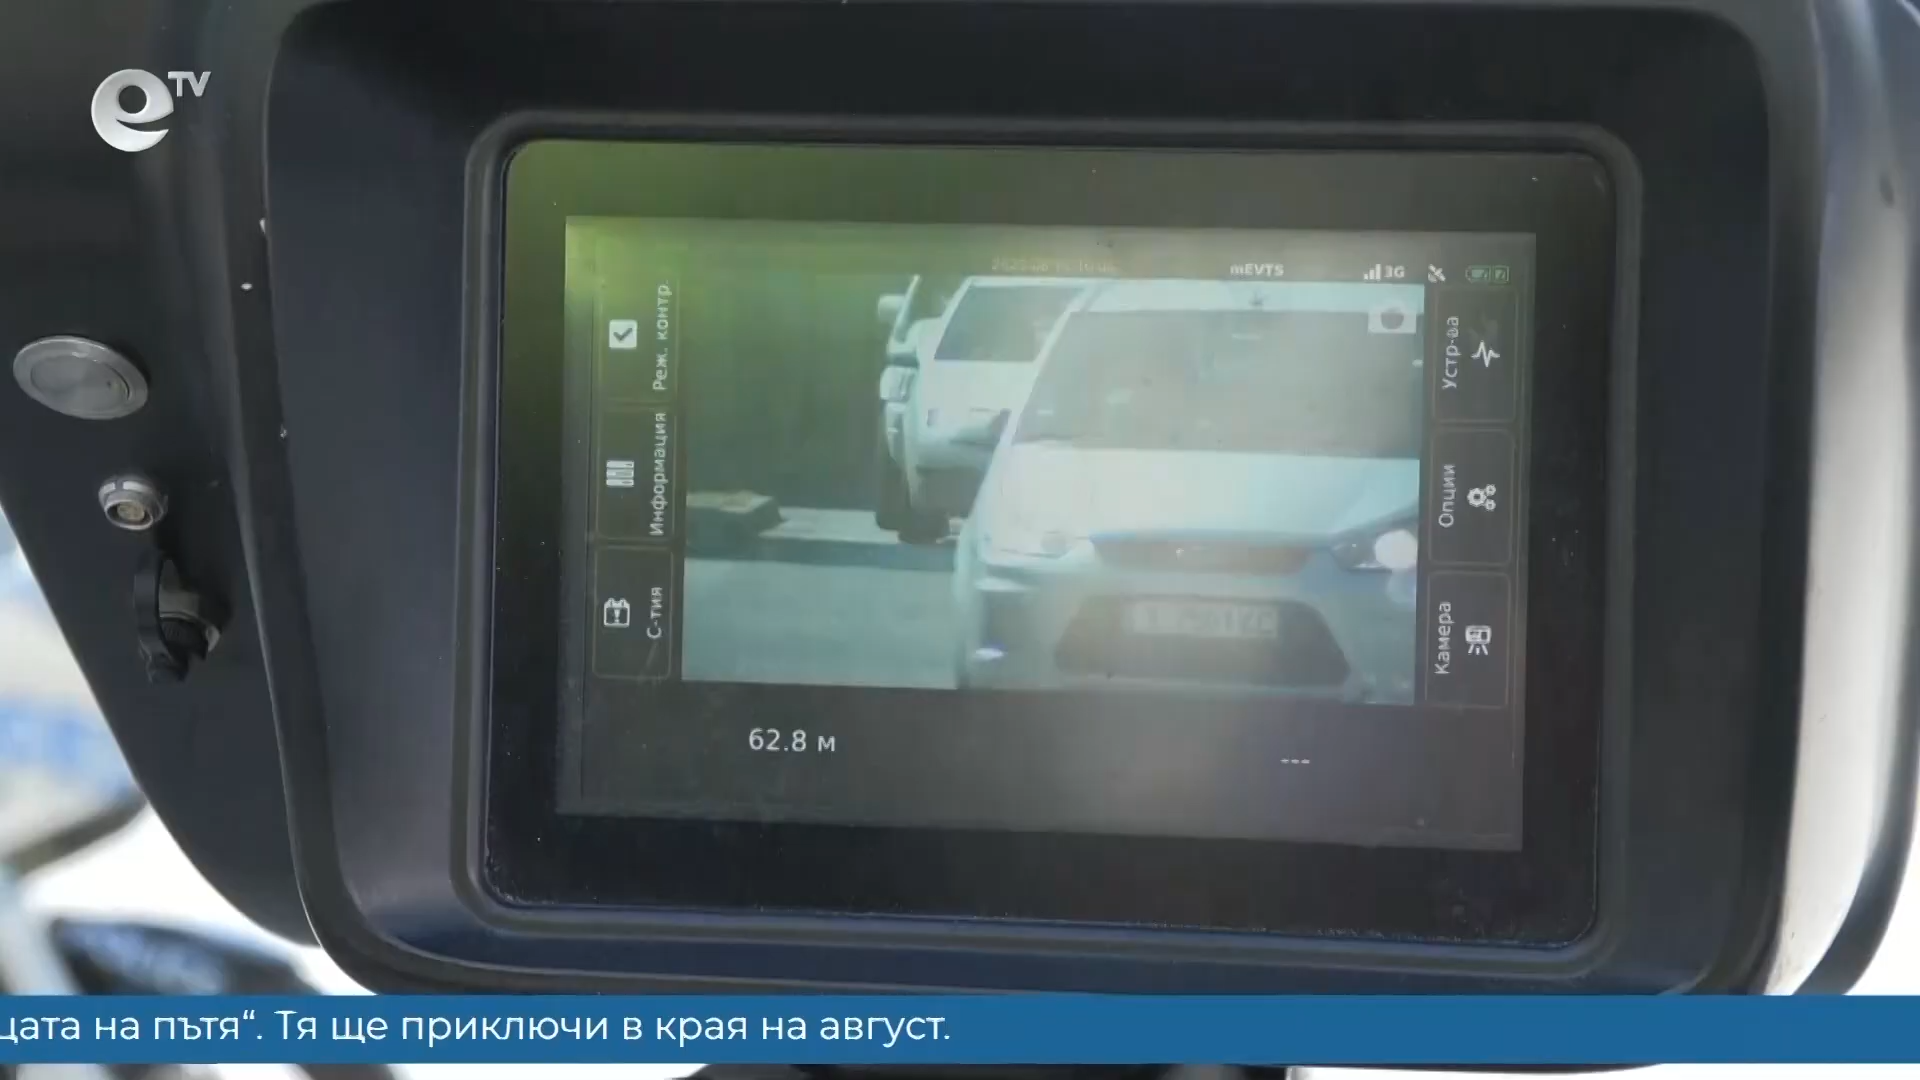 eTV
mEVTS
3G
Реж. контр.
Информация
С-тия
Устр-ва
Опции
Камера
62.8 м
---
цата на пътя“. Тя ще приключи в края на август.